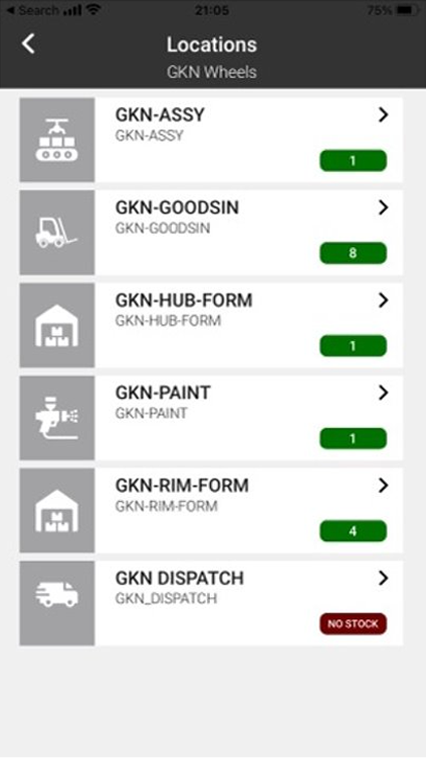 Search 21:05 75%
Locations
GKN Wheels
GKN-ASSY
GKN-ASSY
1
GKN-GOODSIN
GKN-GOODSIN
8
GKN-HUB-FORM
GKN-HUB-FORM
1
GKN-PAINT
GKN-PAINT
1
GKN-RIM-FORM
GKN-RIM-FORM
4
GKN DISPATCH
GKN_DISPATCH
NO STOCK